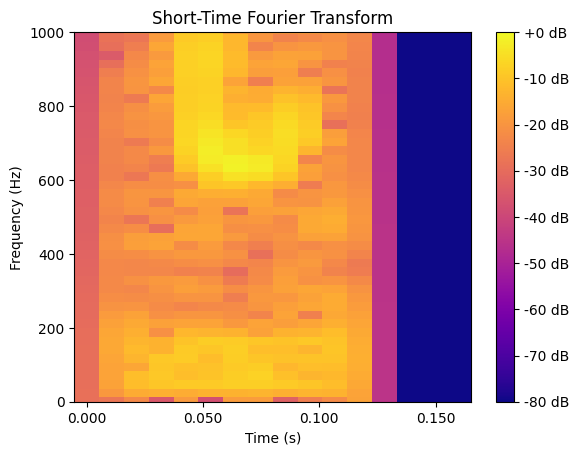 Short-Time Fourier Transform
1000
800
600
400
200
0
Frequency (Hz)
0.000
0.050
0.100
0.150
Time (s)
+0 dB
-10 dB
-20 dB
-30 dB
-40 dB
-50 dB
-60 dB
-70 dB
-80 dB